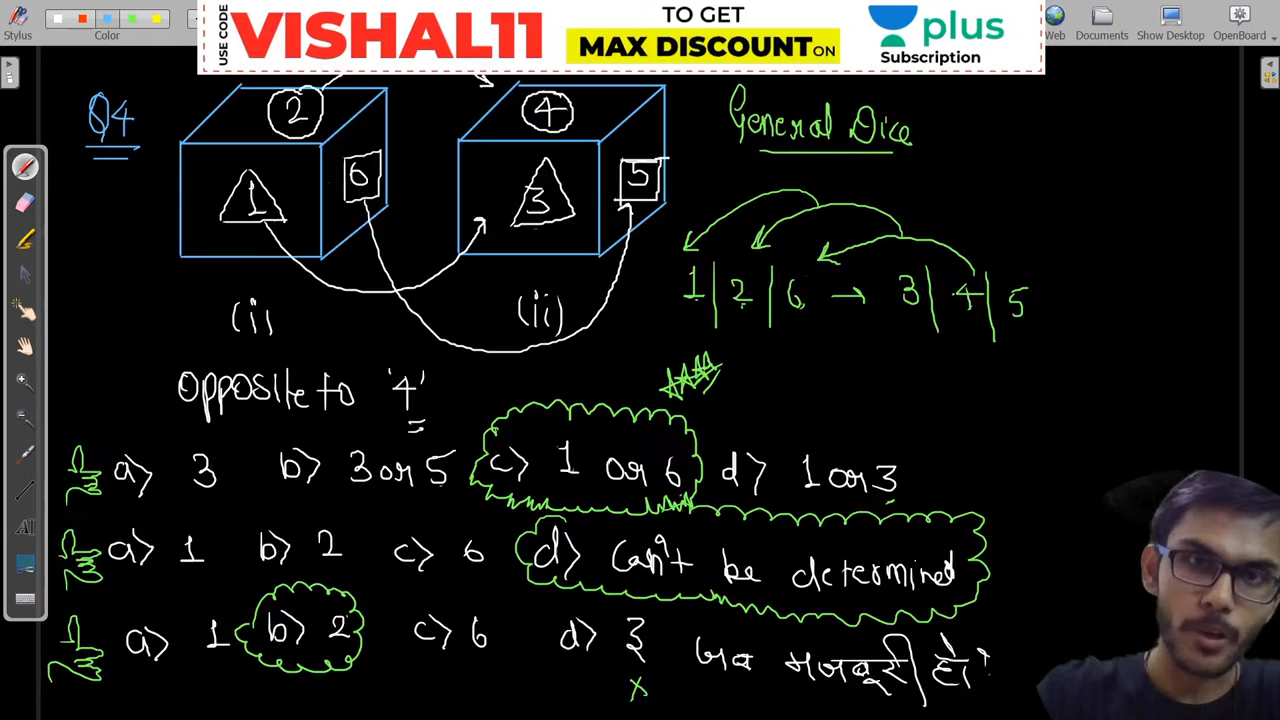 USE CODE
VISHAL11
TO GET
MAX DISCOUNT ON
plus
Subscription
Stylus
Color
Web
Documents
Show Desktop
OpenBoard
Q4
2
1
6
4
3
5
General Dice
1 | 2 | 6 → 3 | 4 | 5
(i)
(ii)
opposite to '4'
a> 3 b> 3 or 5 c> 1 or 6 d> 1 or 3
a> 1 b> 2 c> 6 d> Can't be determined
a> 1 b> 2 c> 6 d> 3 जब मजबूरी हो
x